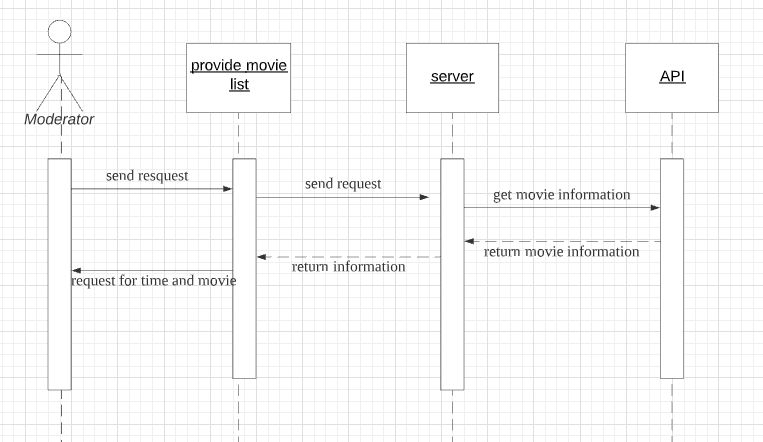 provide movie
list
server
API
Moderator
send resquest
send request
get movie information
return movie information
return information
request for time and movie